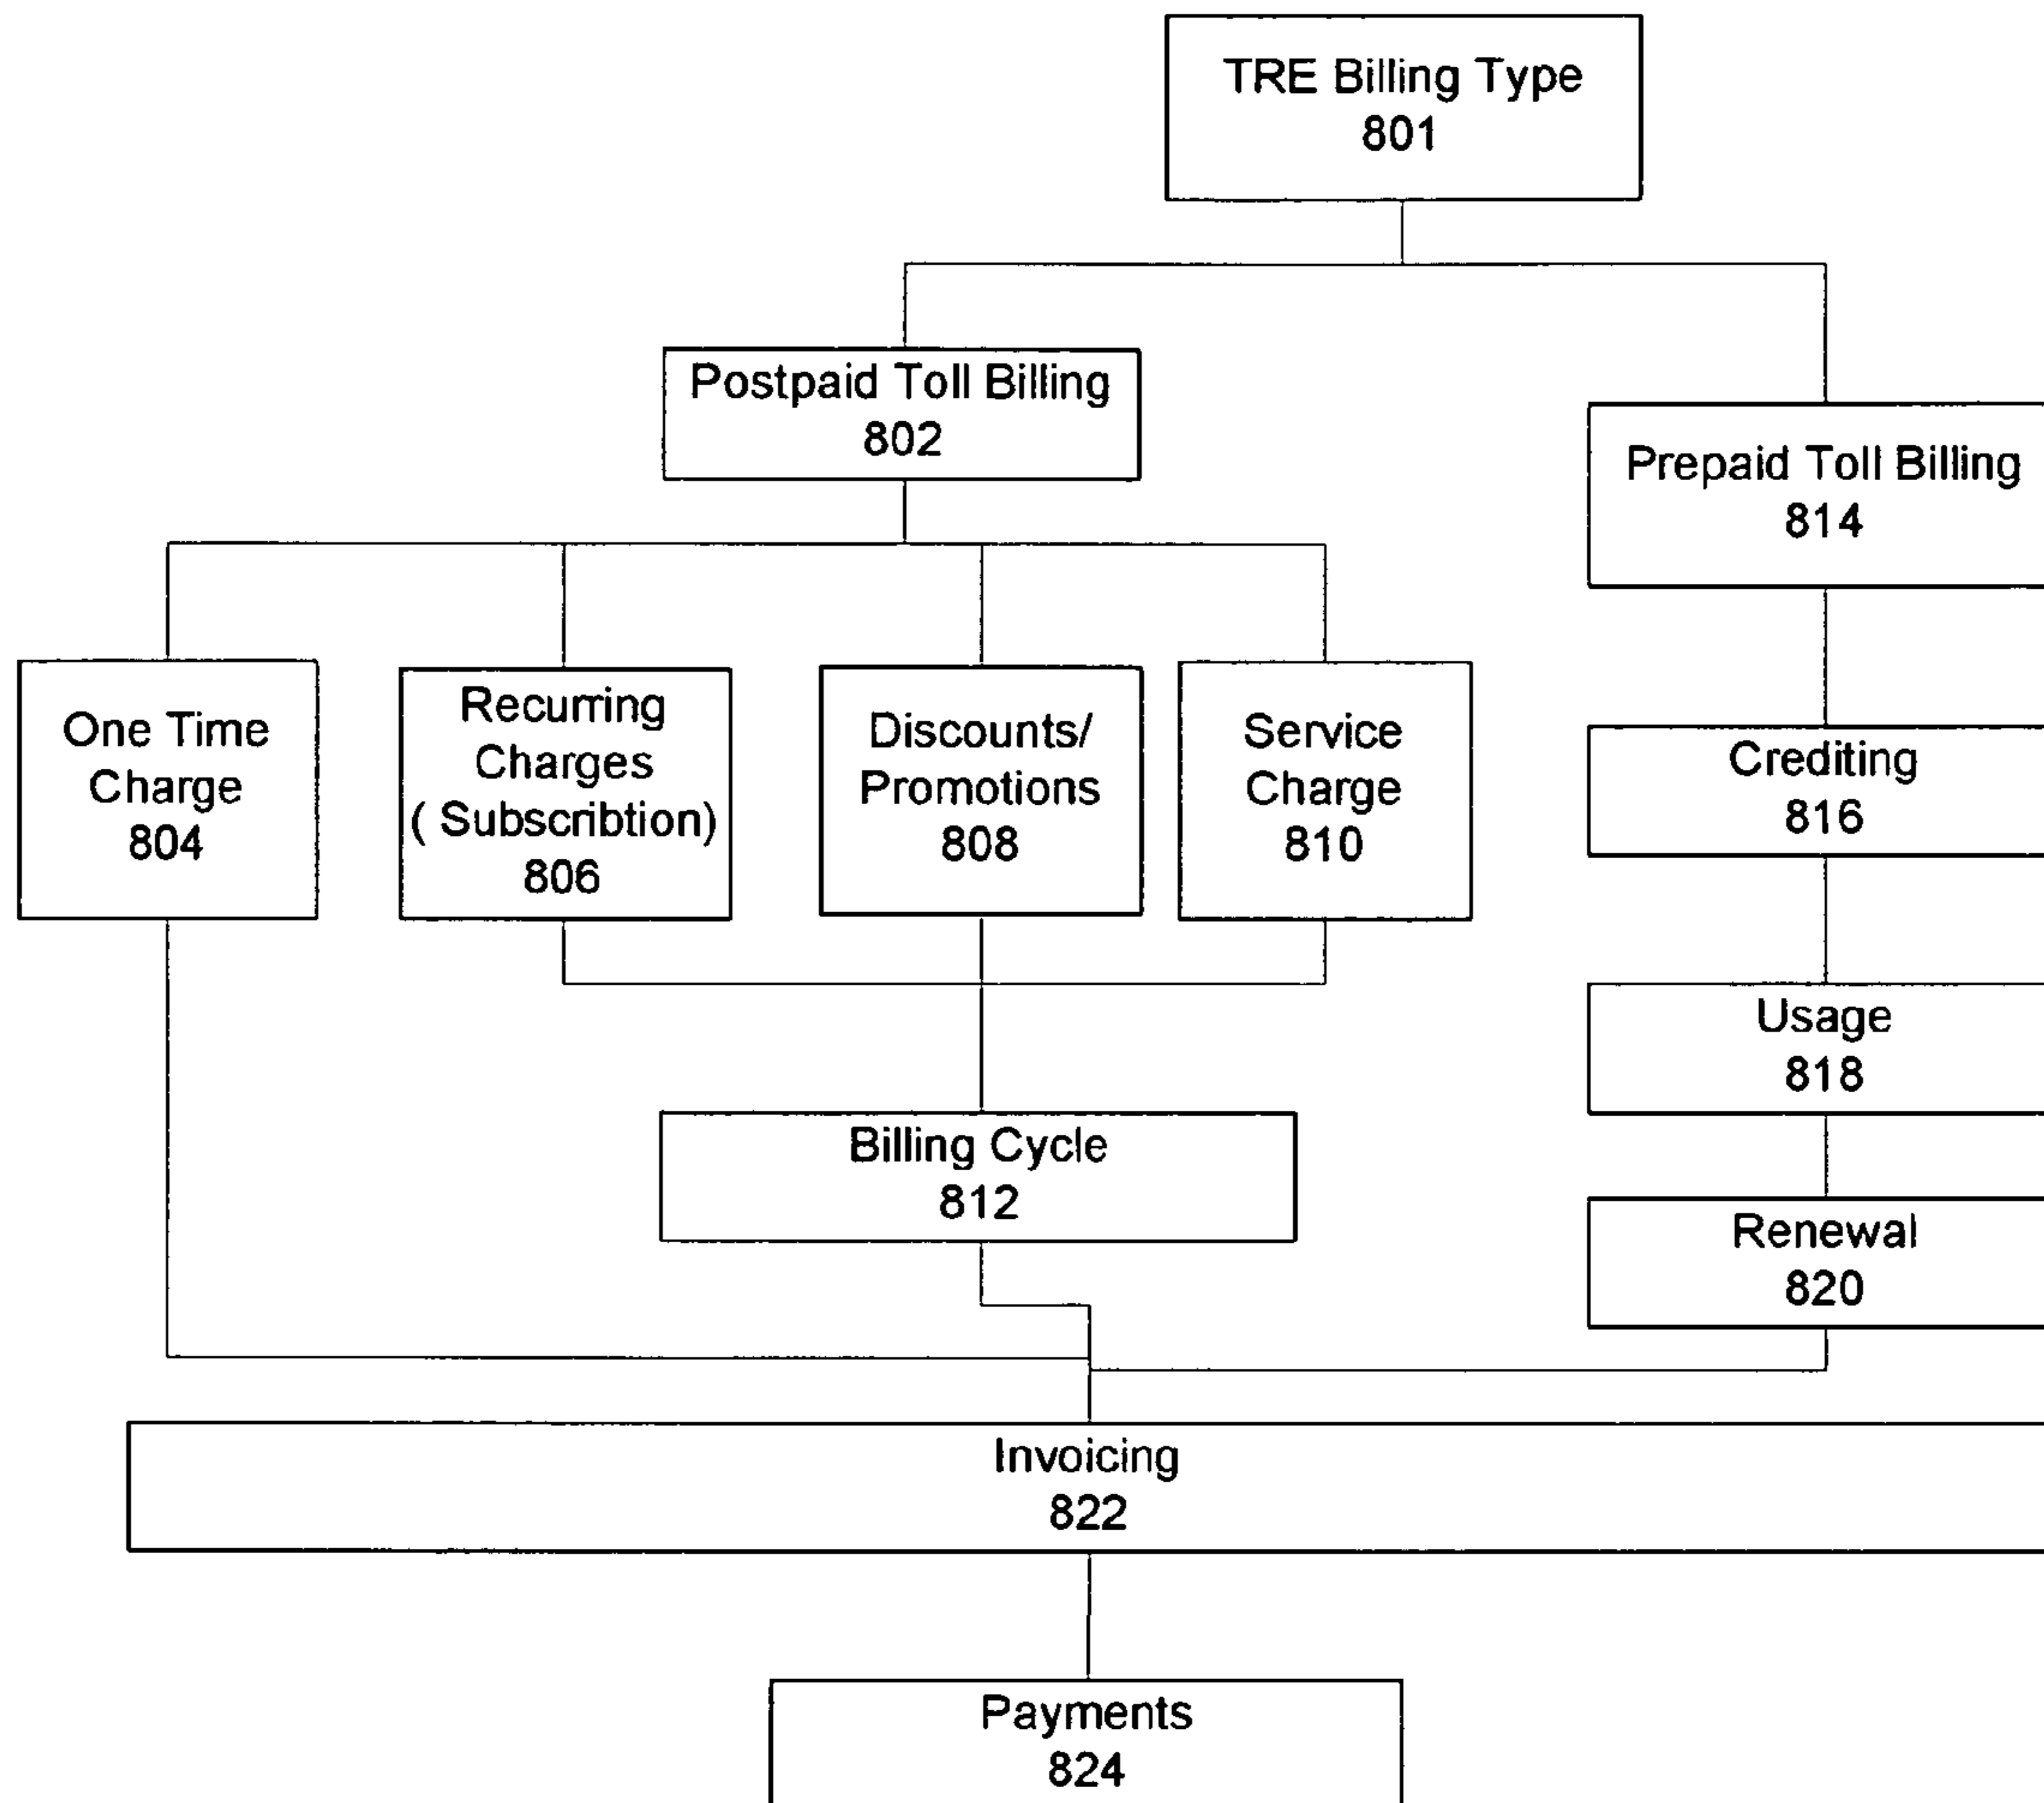 TRE Billing Type
801
Postpaid Toll Billing
802
Prepaid Toll Billing
814
One Time
Charge
804
Recurring
Charges
( Subscribtion)
806
Discounts/
Promotions
808
Service
Charge
810
Crediting
816
Usage
818
Billing Cycle
812
Renewal
820
Invoicing
822
Payments
824